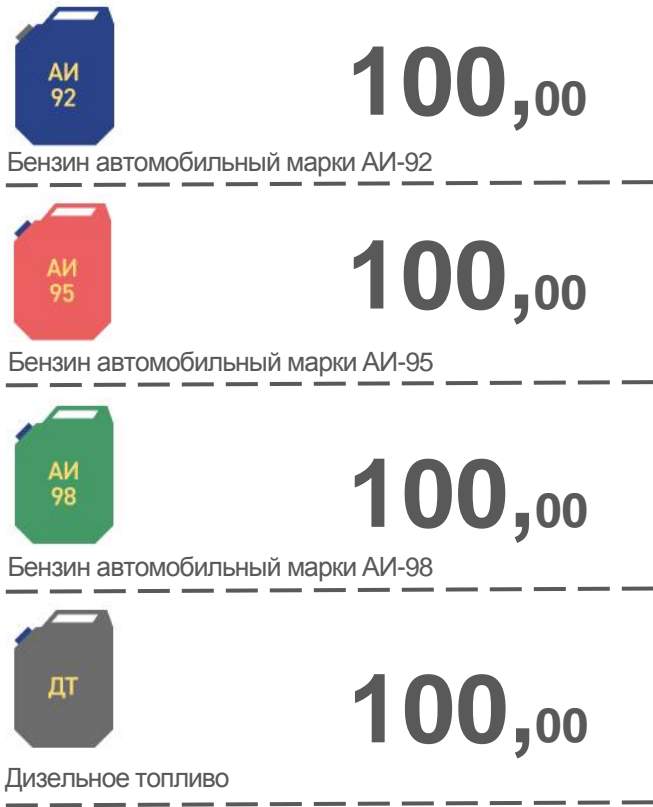 АИ
92
100,00
Бензин автомобильный марки АИ-92
АИ
95
100,00
Бензин автомобильный марки АИ-95
АИ
98
100,00
Бензин автомобильный марки АИ-98
ДТ
100,00
Дизельное топливо